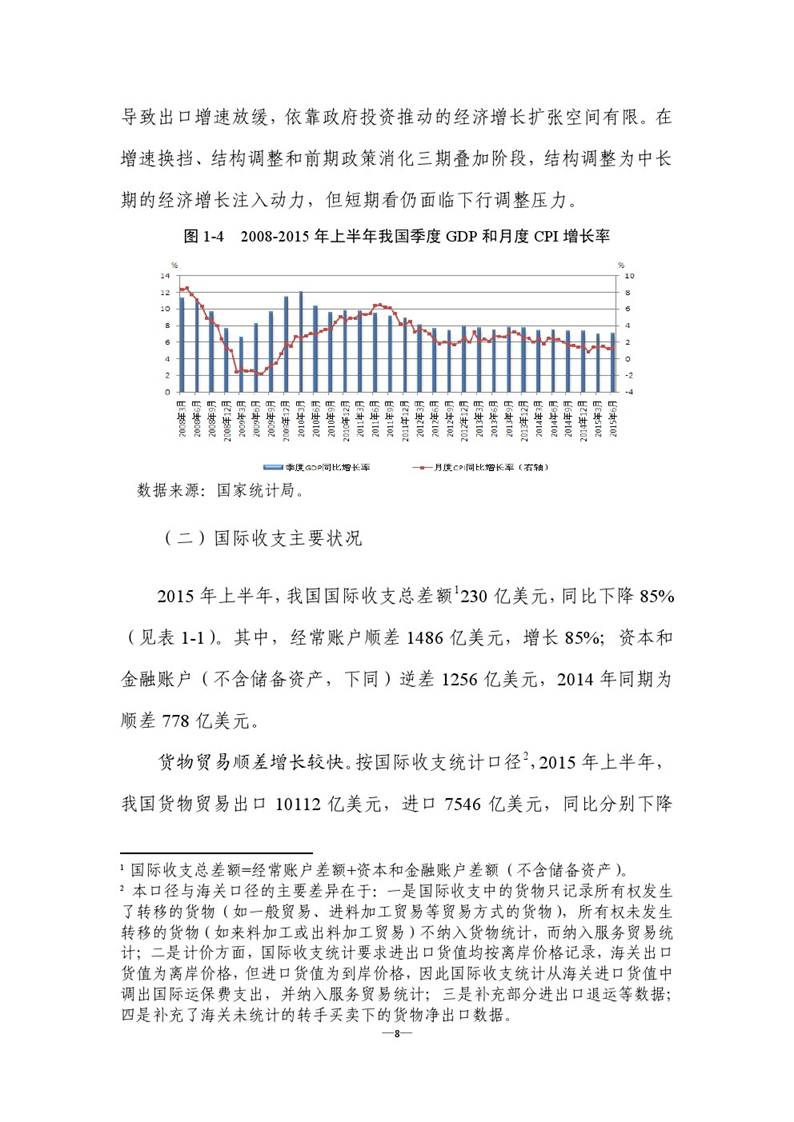 导致出口增速放缓，依靠政府投资推动的经济增长扩张空间有限。在
增速换挡、结构调整和前期政策消化三期叠加阶段，结构调整为中长
期的经济增长注入动力，但短期看仍面临下行调整压力。
图 1-4 2008-2015 年上半年我国季度 GDP 和月度 CPI 增长率
% %
14 10
12 8
10 6
8 4
6 2
4 0
2 -2
0 -4
2008年3月 2008年6月 2008年9月 2008年12月 2009年3月 2009年6月 2009年9月 2009年12月 2010年3月 2010年6月 2010年9月 2010年12月 2011年3月 2011年6月 2011年9月 2011年12月 2012年3月 2012年6月 2012年9月 2012年12月 2013年3月 2013年6月 2013年9月 2013年12月 2014年3月 2014年6月 2014年9月 2014年12月 2015年3月 2015年6月
季度GDP同比增长率 月度CPI同比增长率（右轴）
数据来源：国家统计局。
（二）国际收支主要状况
2015 年上半年，我国国际收支总差额¹230 亿美元，同比下降 85%
（见表 1-1）。其中，经常账户顺差 1486 亿美元，增长 85%；资本和
金融账户（不含储备资产，下同）逆差 1256 亿美元，2014 年同期为
顺差 778 亿美元。
货物贸易顺差增长较快。按国际收支统计口径²，2015 年上半年，
我国货物贸易出口 10112 亿美元，进口 7546 亿美元，同比分别下降
¹ 国际收支总差额=经常账户差额+资本和金融账户差额（不含储备资产）。
² 本口径与海关口径的主要差异在于：一是国际收支中的货物只记录所有权发生
了转移的货物（如一般贸易、进料加工贸易等贸易方式的货物），所有权未发生
转移的货物（如来料加工或出料加工贸易）不纳入货物统计，而纳入服务贸易统
计；二是计价方面，国际收支统计要求进出口货值均按离岸价格记录，海关出口
货值为离岸价格，但进口货值为到岸价格，因此国际收支统计从海关进口货值中
调出国际运保费支出，并纳入服务贸易统计；三是补充部分进出口退运等数据；
四是补充了海关未统计的转手买卖下的货物净出口数据。
—8—